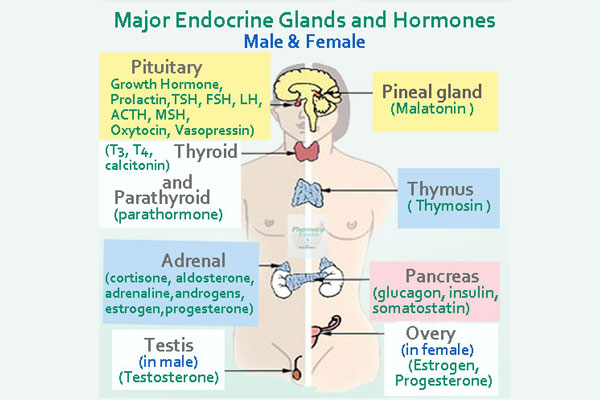 Major Endocrine Glands and Hormones
Male & Female
Pituitary
Growth Hormone,
Prolactin,TSH, FSH, LH,
ACTH, MSH,
Oxytocin, Vasopressin)
Pineal gland
(Malatonin )
(T3, T4, Thyroid
calcitonin)
and
Parathyroid
(parathormone)
Thymus
( Thymosin )
Pharmacy
Adrenal
(cortisone, aldosterone,
adrenaline,androgens,
estrogen,progesterone)
Pancreas
(glucagon, insulin,
somatostatin)
Testis
(in male)
(Testosterone)
Overy
(in female)
(Estrogen,
Progesterone)